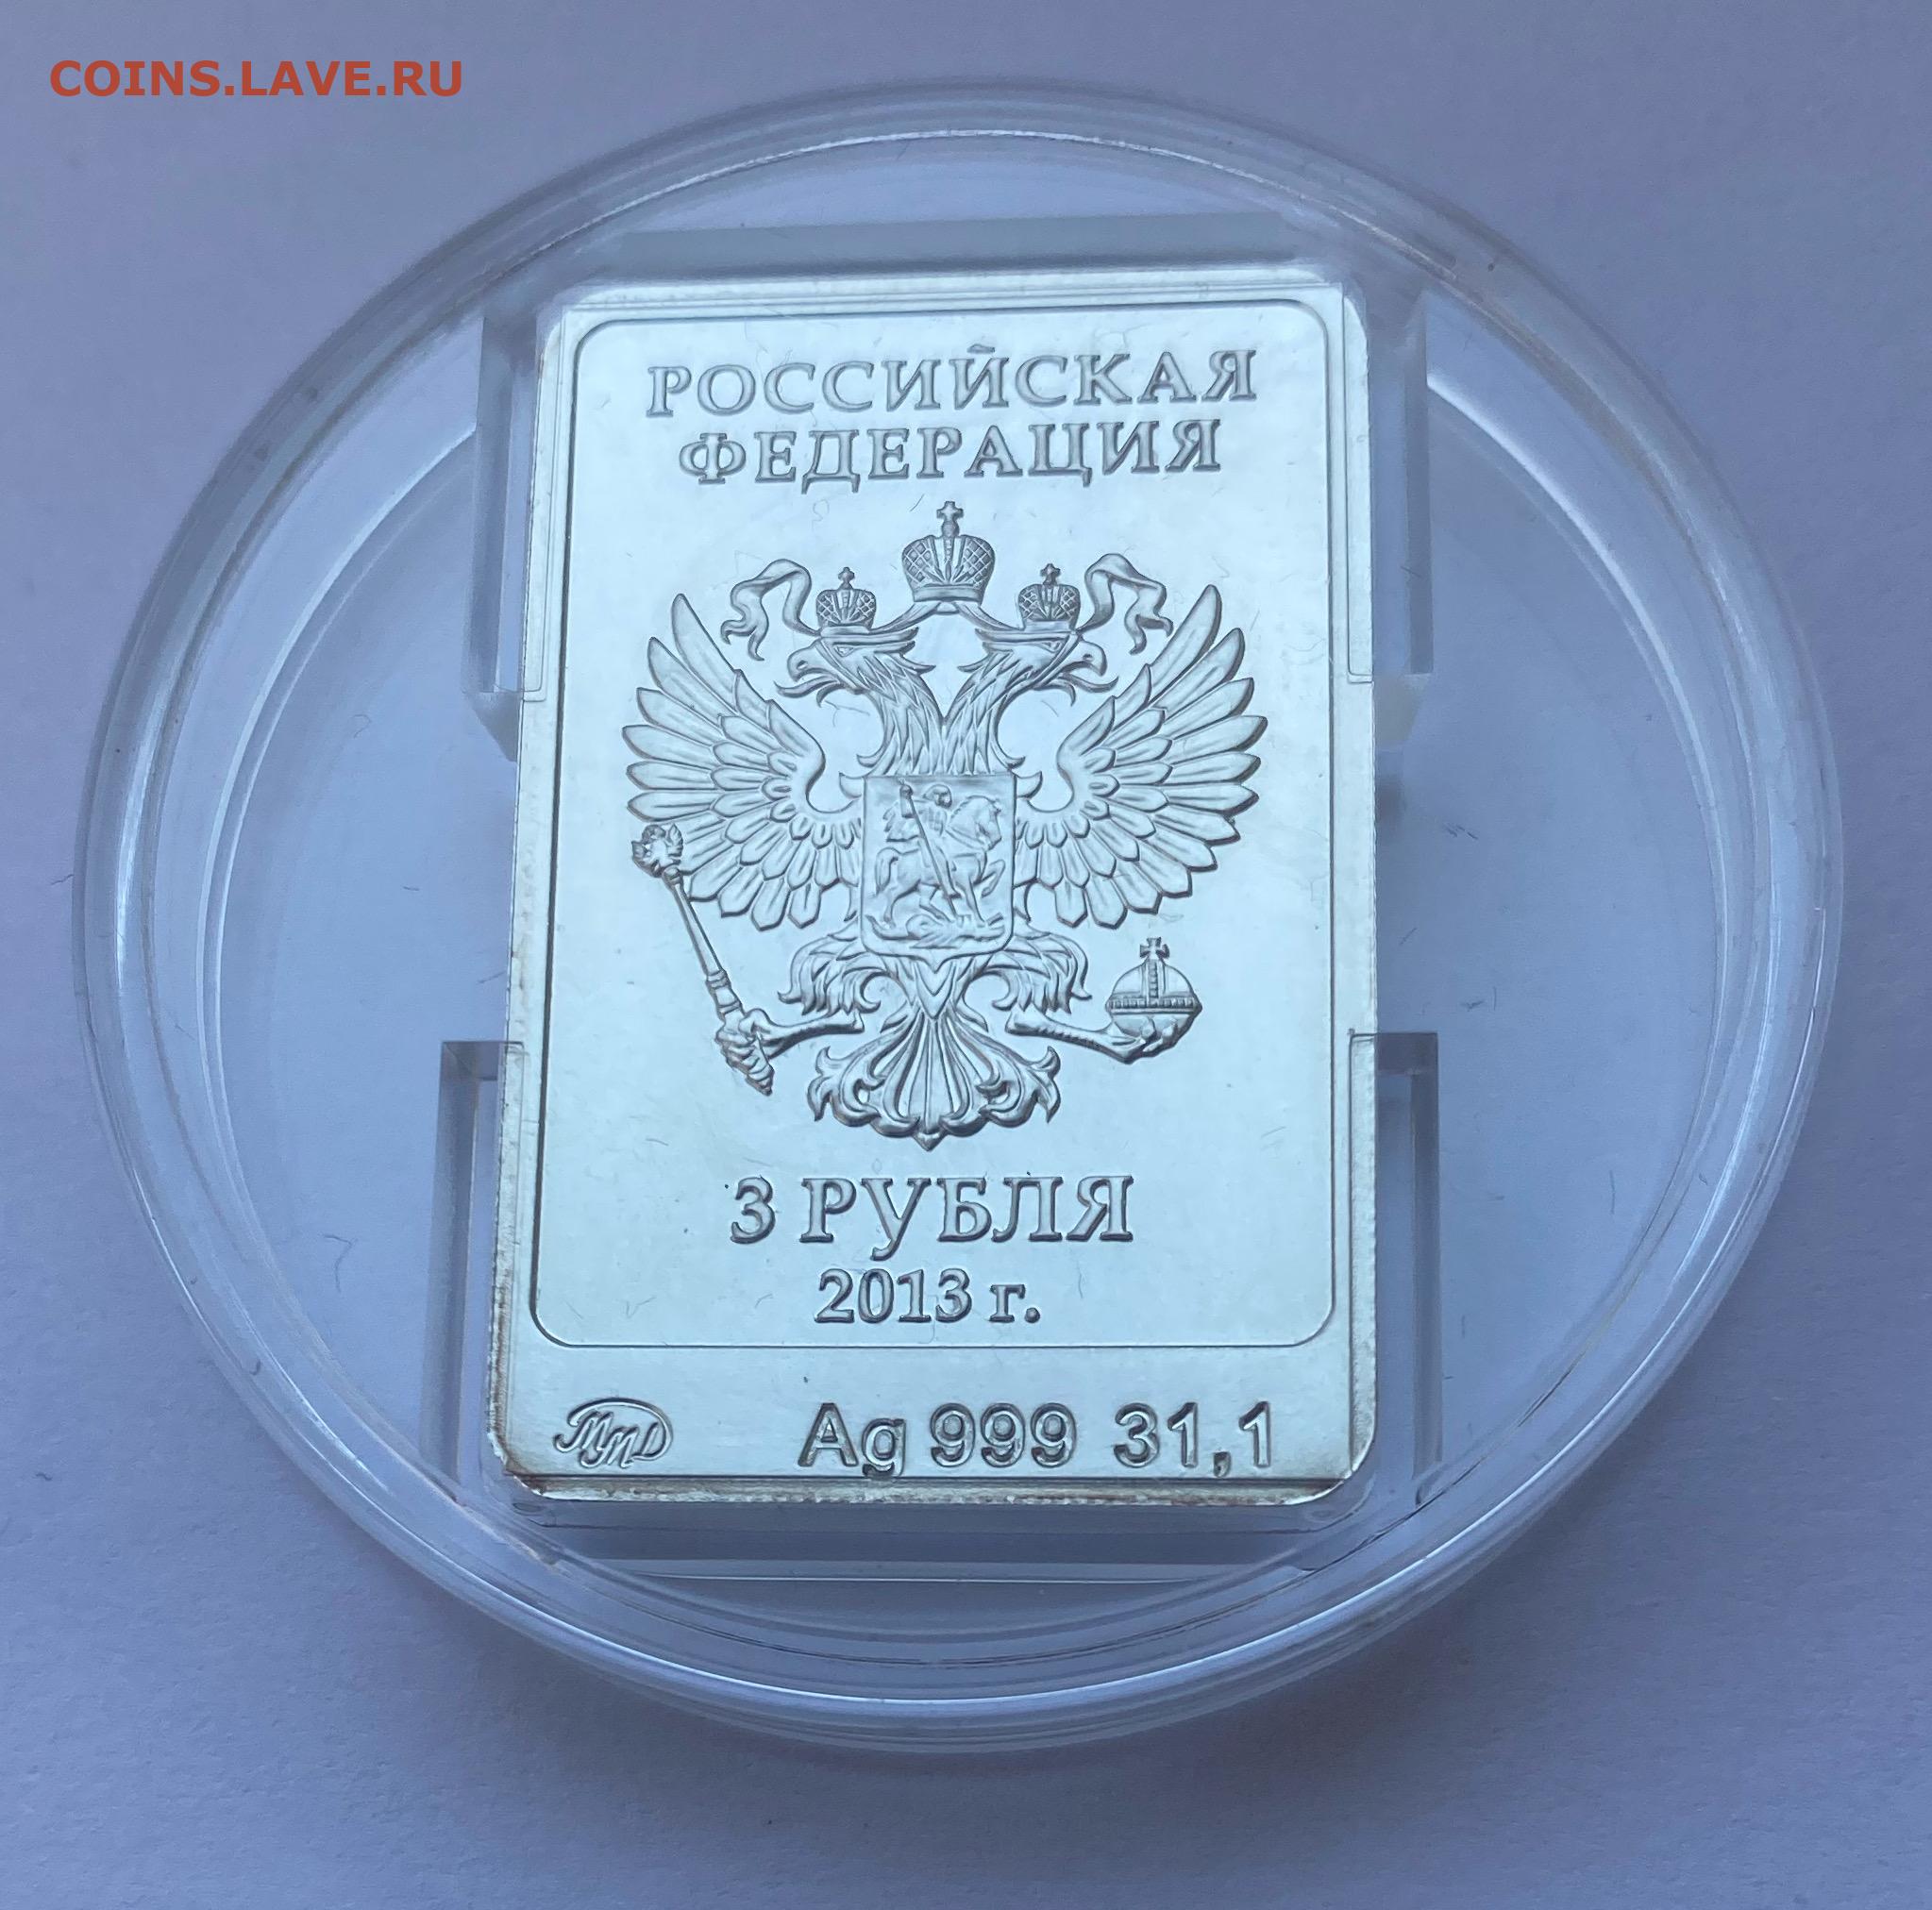 COINS.LAVE.RU
РОССИЙСКАЯ
ФЕДЕРАЦИЯ
3 РУБЛЯ
2013 г.
ММД Ag 999 31,1